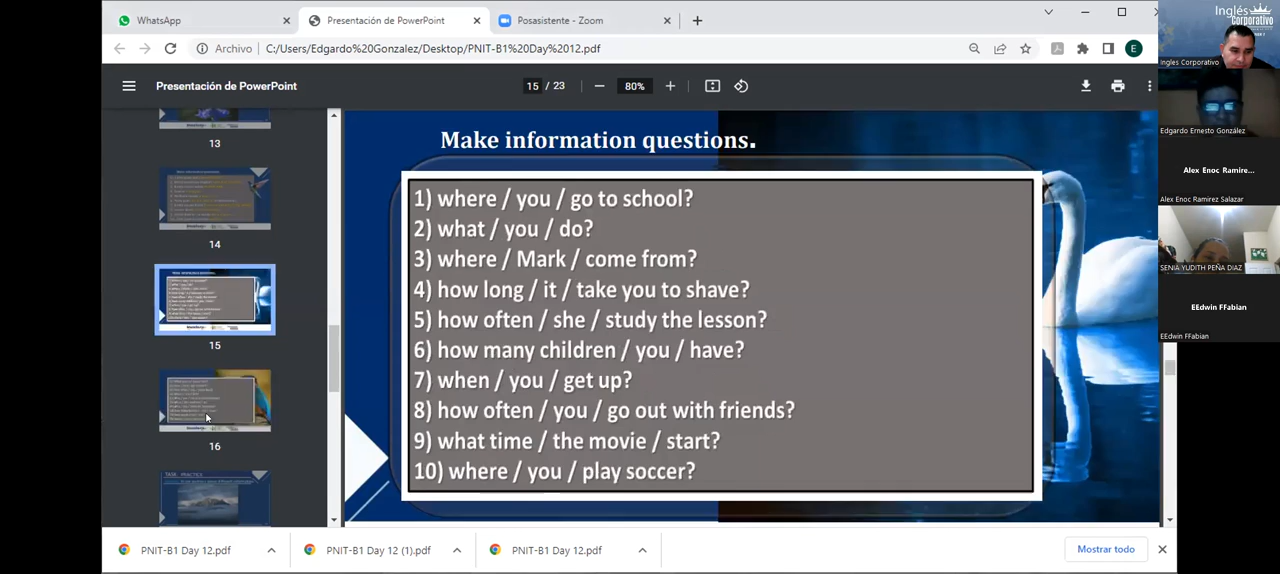 WhatsApp
Presentación de PowerPoint
Posasistente - Zoom
Archivo
C:/Users/Edgardo%20Gonzalez/Desktop/PNIT-B1%20Day%2012.pdf
E
Presentación de PowerPoint
15 / 23
80%
13
14
15
16
TASK: PRACTICE
Make information questions.
1) where / you / go to school?
2) what / you / do?
3) where / Mark / come from?
4) how long / it / take you to shave?
5) how often / she / study the lesson?
6) how many children / you / have?
7) when / you / get up?
8) how often / you / go out with friends?
9) what time / the movie / start?
10) where / you / play soccer?
Inglés
Corporativo
Ingles Corporativo
Edgardo Ernesto González
Alex Enoc Ramire...
Alex Enoc Ramirez Salazar
SENIA YUDITH PEÑA DIAZ
EEdwin FFabian
EEdwin FFabian
PNIT-B1 Day 12.pdf
PNIT-B1 Day 12 (1).pdf
PNIT-B1 Day 12.pdf
Mostrar todo